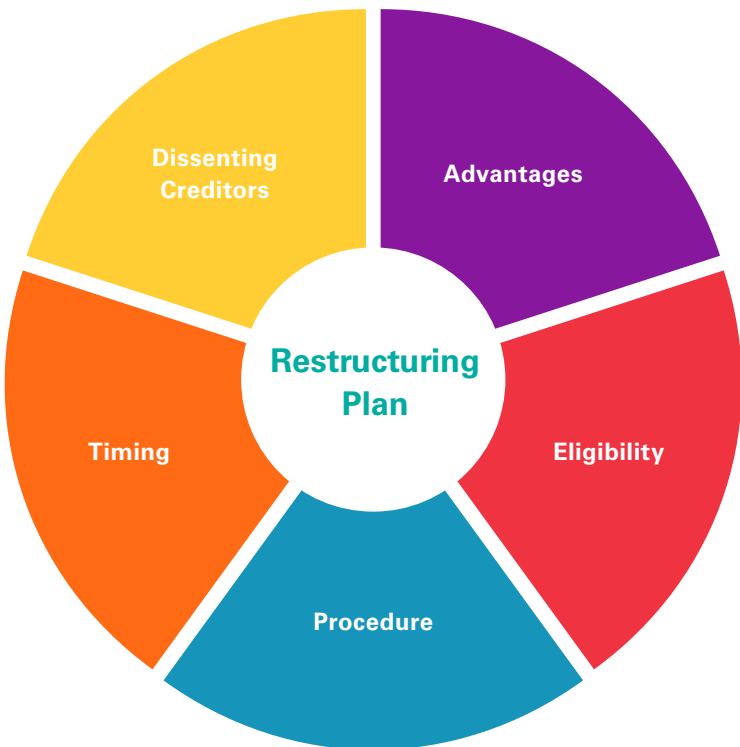 Dissenting
Creditors
Advantages
Restructuring
Plan
Timing
Eligibility
Procedure